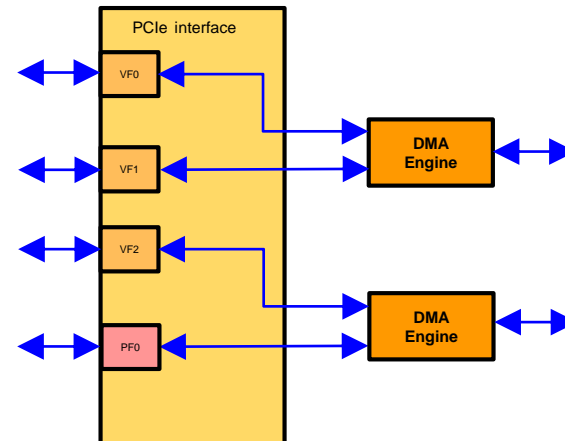 PCIe interface
VF0
DMA
Engine
VF1
VF2
DMA
Engine
PF0